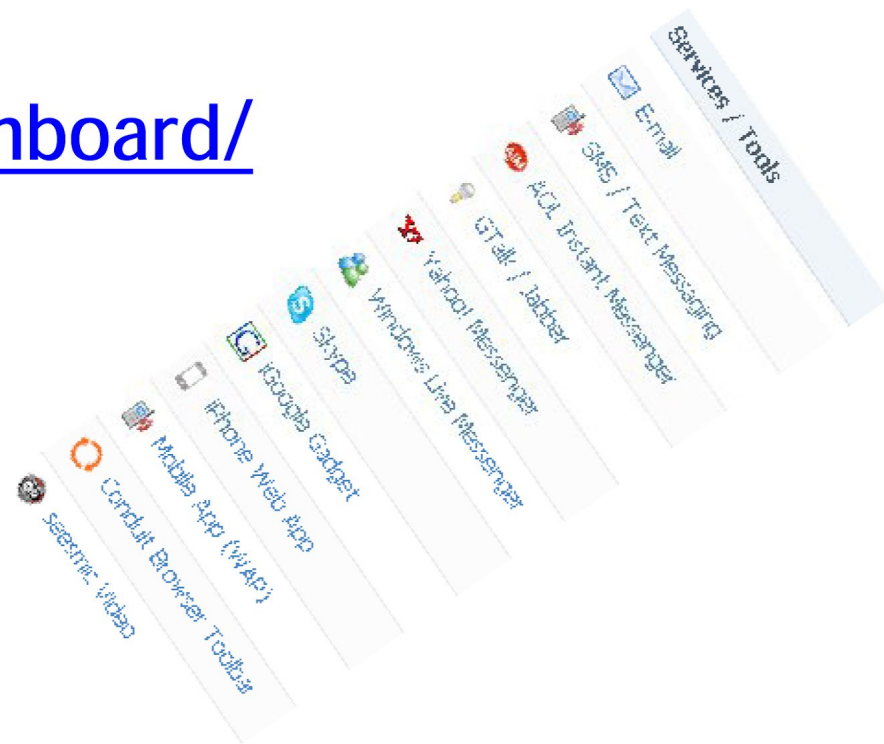 nboard/
Services / Tools
E-mail
SMS / Text Messaging
AOL Instant Messenger
GTalk / Jabber
Yahoo! Messenger
Windows Live Messenger
Skype
iGoogle Gadget
iPhone Web App
Mobile App (WAP)
Conduit Browser Toolbar
seesmic Video